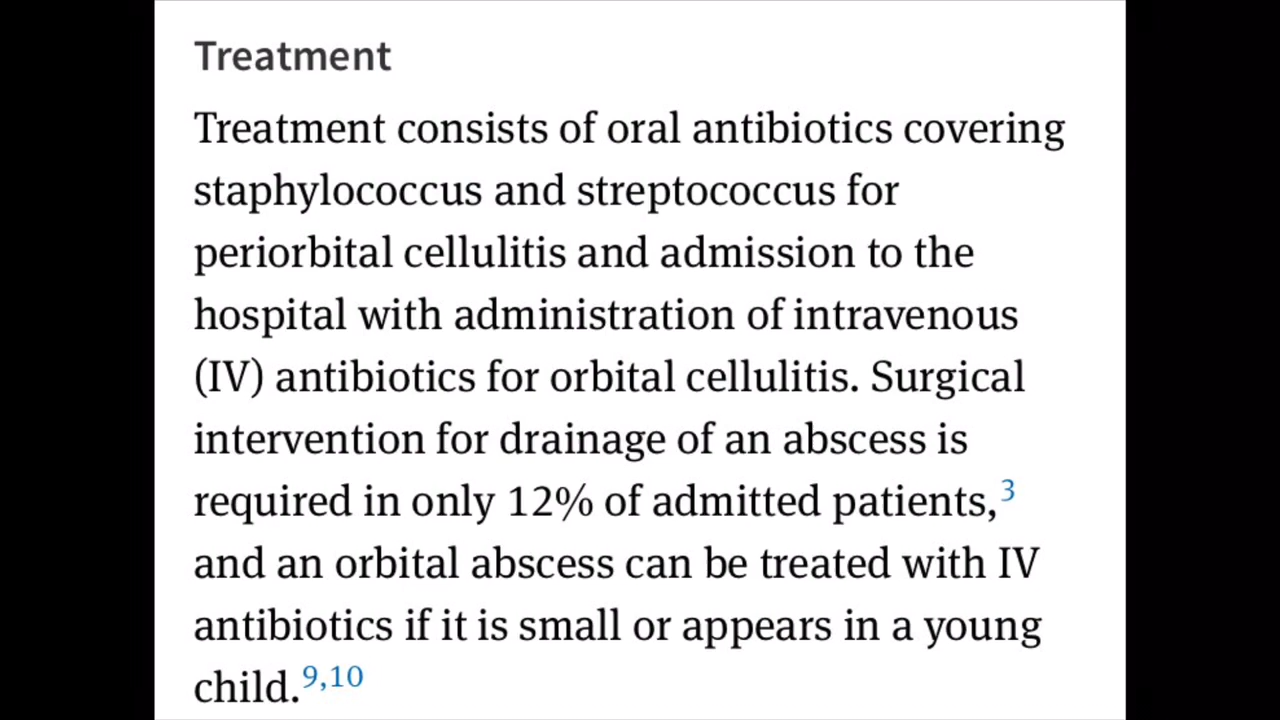 Treatment
Treatment consists of oral antibiotics covering
staphylococcus and streptococcus for
periorbital cellulitis and admission to the
hospital with administration of intravenous
(IV) antibiotics for orbital cellulitis. Surgical
intervention for drainage of an abscess is
required in only 12% of admitted patients,3
and an orbital abscess can be treated with IV
antibiotics if it is small or appears in a young
child.9,10